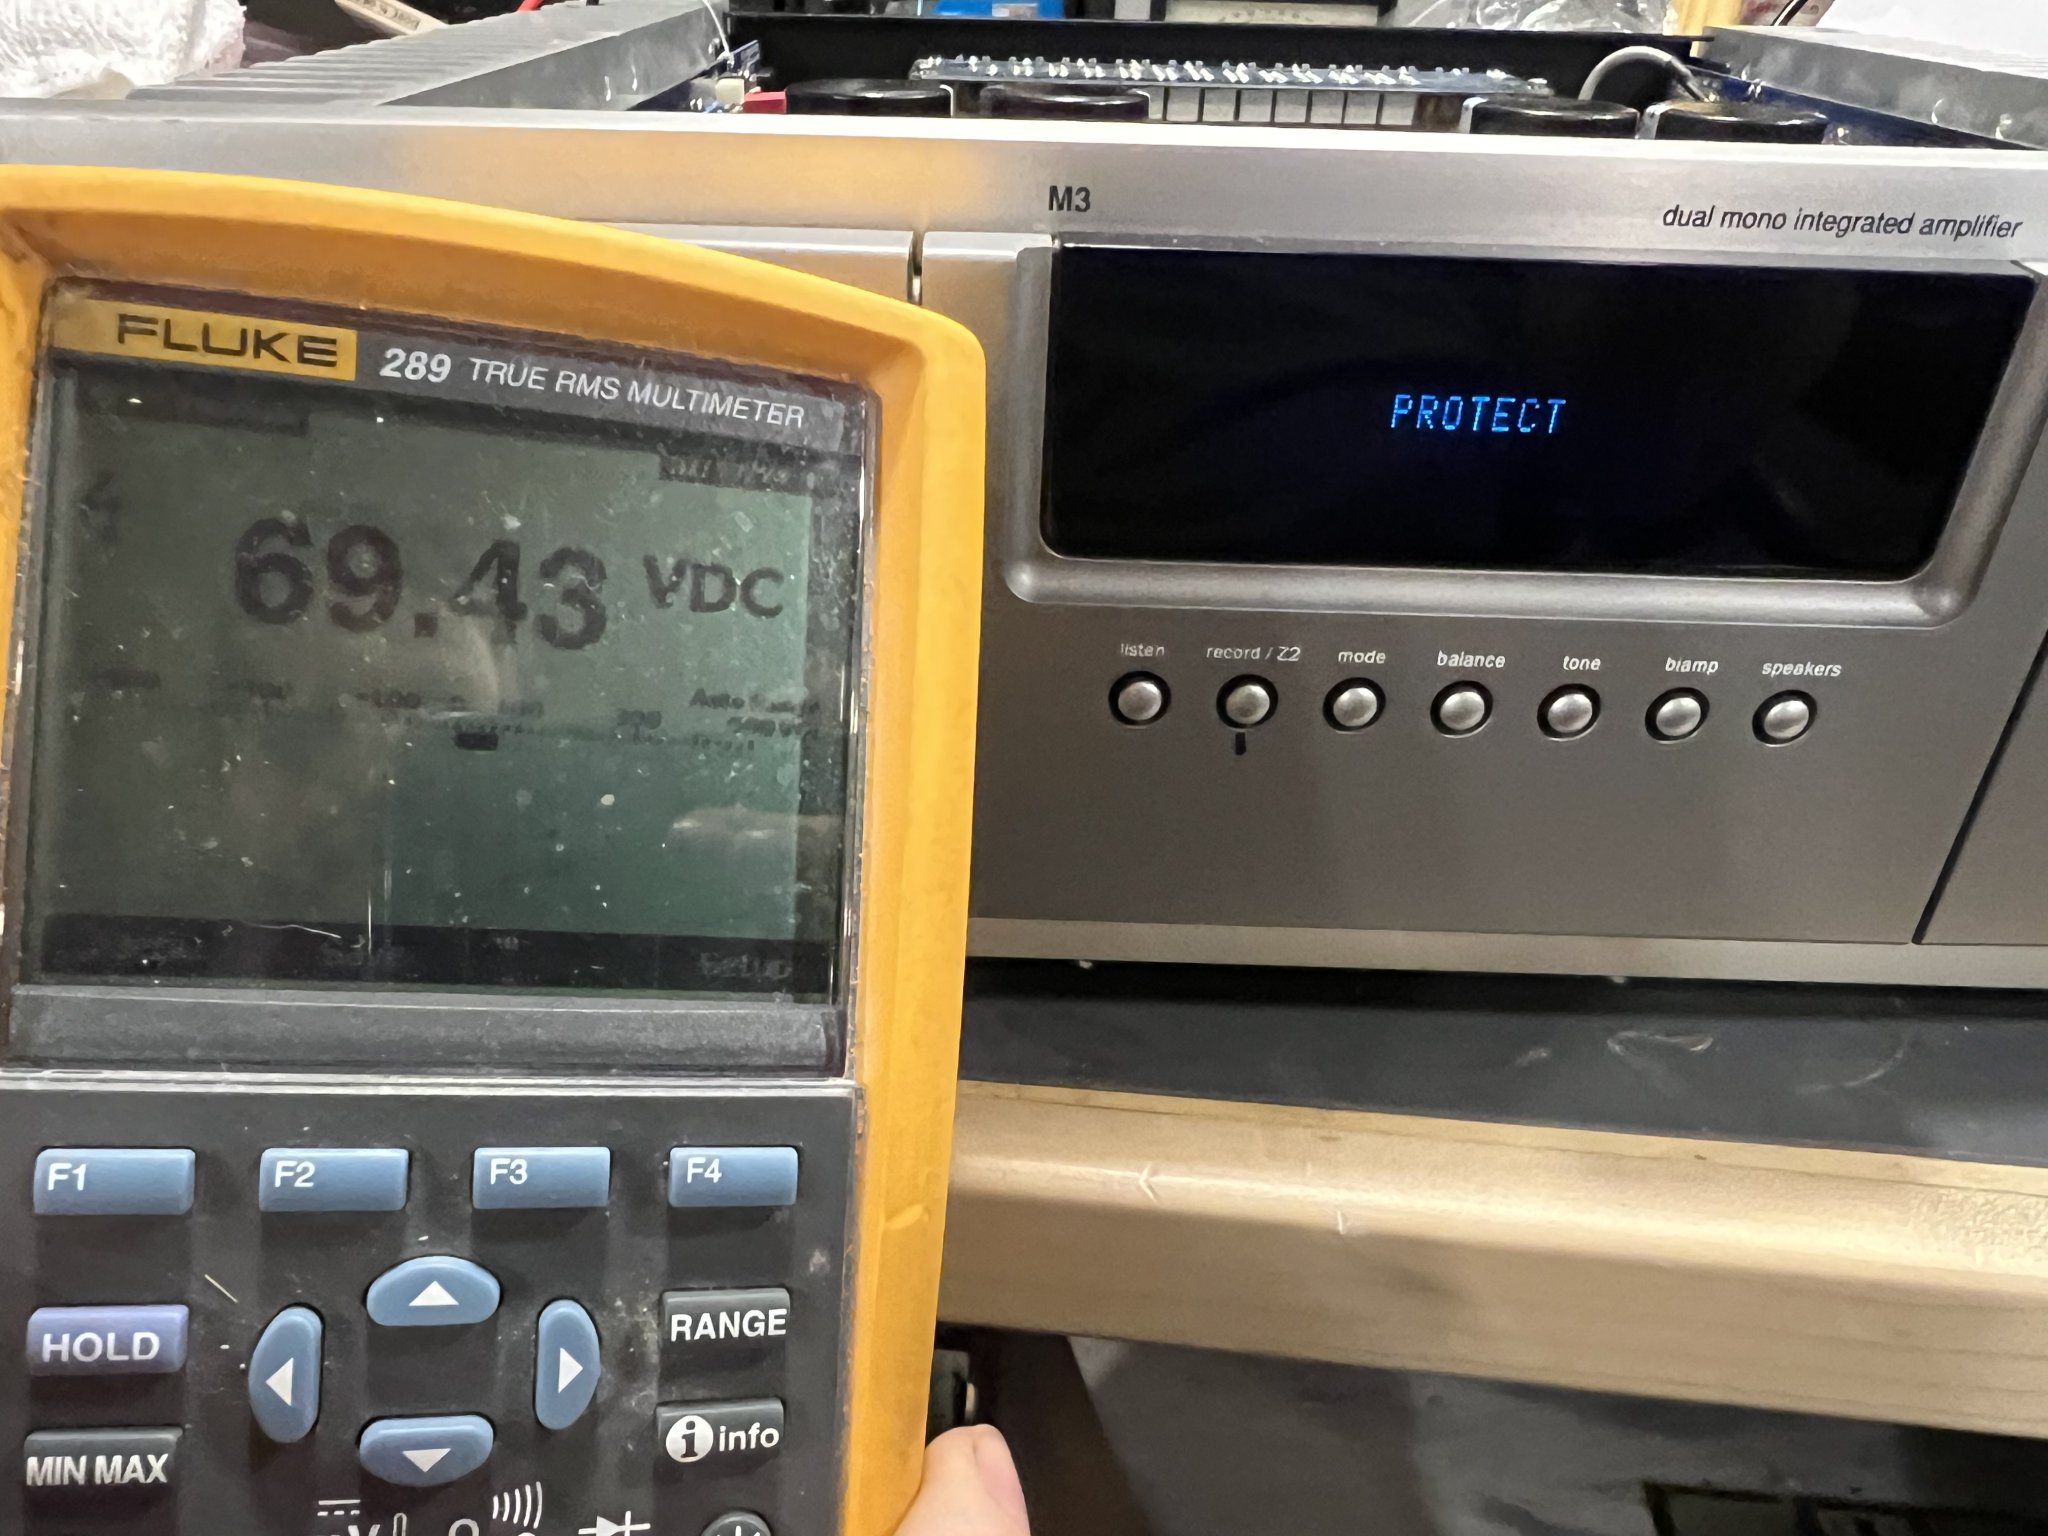 M3
dual mono integrated amplifier
FLUKE 289 TRUE RMS MULTIMETER
PROTECT
69.43 VDC
listen record / Z2 mode balance tone biamp speakers
Setup
F1 F2 F3 F4
HOLD
RANGE
MIN MAX
i info